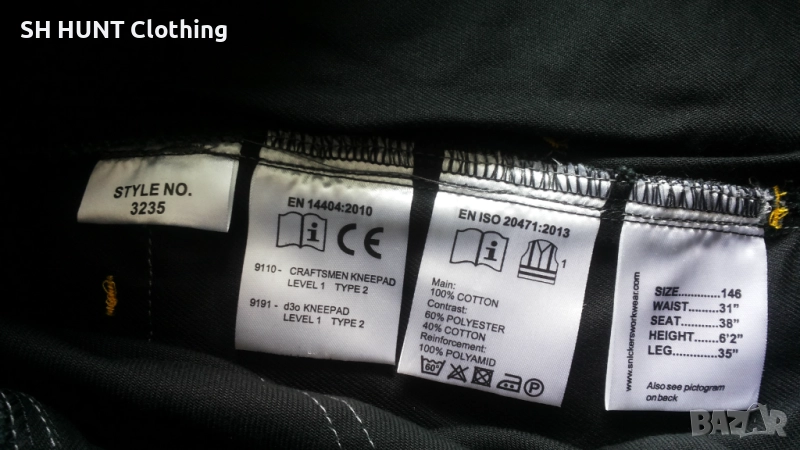 SH HUNT Clothing
STYLE NO.
3235
EN 14404:2010
i CE
9110- CRAFTSMEN KNEEPAD
LEVEL 1 TYPE 2
9191- d3o KNEEPAD
LEVEL 1 TYPE 2
EN ISO 20471:2013
i 1
Main:
100% COTTON
Contrast:
60% POLYESTER
40% COTTON
Reinforcement:
100% POLYAMID
60° P
www.snickersworkwear.com
SIZE..............146
WAIST.........31"
SEAT...........38"
HEIGHT.......6'2"
LEG.............35"
Also see pictogram
on back
BAZAR